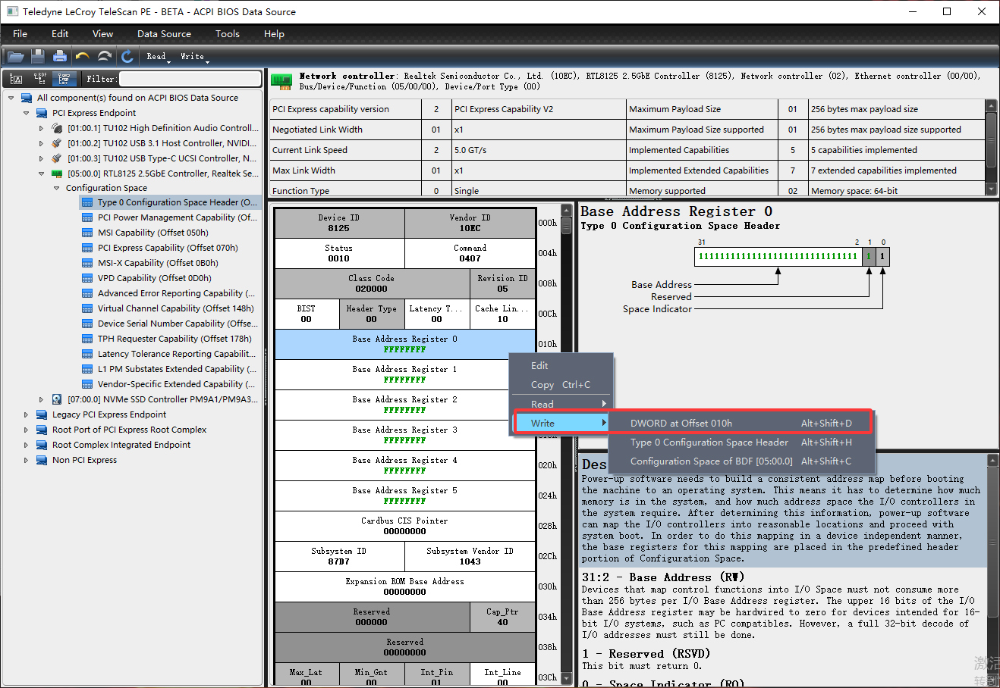 Teledyne LeCroy TeleScan PE - BETA - ACPI BIOS Data Source
File Edit View Data Source Tools Help
Read Write
Filter:
All component(s) found on ACPI BIOS Data Source
PCI Express Endpoint
[01:00.1] TU102 High Definition Audio Controll...
[01:00.2] TU102 USB 3.1 Host Controller, NVIDI...
[01:00.3] TU102 USB Type-C UCSI Controller, N...
[05:00.0] RTL8125 2.5GbE Controller, Realtek Se...
Configuration Space
Type 0 Configuration Space Header (O...
PCI Power Management Capability (Of...
MSI Capability (Offset 050h)
PCI Express Capability (Offset 070h)
MSI-X Capability (Offset 0B0h)
VPD Capability (Offset 0D0h)
Advanced Error Reporting Capability (...
Virtual Channel Capability (Offset 148h)
Device Serial Number Capability (Offse...
TPH Requester Capability (Offset 178h)
Latency Tolerance Reporting Capabilit...
L1 PM Substates Extended Capability (...
Vendor-Specific Extended Capability (...
[07:00.0] NVMe SSD Controller PM9A1/PM9A3...
Legacy PCI Express Endpoint
Root Port of PCI Express Root Complex
Root Complex Integrated Endpoint
Non PCI Express
Network controller: Realtek Semiconductor Co., Ltd. (10EC), RTL8125 2.5GbE Controller (8125), Network controller (02), Ethernet controller (00/00),
Bus/Device/Function (05/00/00), Device/Port Type (00)
PCI Express capability version 2 PCI Express Capability V2 Maximum Payload Size 01 256 bytes max payload size
Negotiated Link Width 01 x1 Maximum Payload Size supported 01 256 bytes max payload size supported
Current Link Speed 2 5.0 GT/s Implemented Capabilities 5 5 capabilities implemented
Max Link Width 01 x1 Implemented Extended Capabilities 7 7 extended capabilities implemented
Function Type 0 Single Memory supported 02 Memory space: 64-bit
Device ID Vendor ID
8125 10EC 000h
Status Command
0010 0407 004h
Class Code Revision ID
020000 05 008h
BIST Header Type Latency T... Cache Lin...
00 00 00 10 00Ch
Base Address Register 0
FFFFFFFF 010h
Base Address Register 1
FFFFFFFF
Base Address Register 2
FFFFFFFF
Base Address Register 3
FFFFFFFF
Base Address Register 4
FFFFFFFF 020h
Base Address Register 5
FFFFFFFF 024h
Cardbus CIS Pointer
00000000 028h
Subsystem ID Subsystem Vendor ID
87D7 1043 02Ch
Expansion ROM Base Address
00000000 030h
Reserved Cap_Ptr
000000 40 034h
Reserved
00000000 038h
Max_Lat Min_Gnt Int_Pin Int_Line
00 00 01 00 03Ch
Edit
Copy Ctrl+C
Read
Write
DWORD at Offset 010h Alt+Shift+D
Type 0 Configuration Space Header Alt+Shift+H
Configuration Space of BDF [05:00.0] Alt+Shift+C
Base Address Register 0
Type 0 Configuration Space Header
31 2 1 0
111111111111111111111111111111 1 1
Base Address
Reserved
Space Indicator
Des
Power-up software needs to build a consistent address map before booting
the machine to an operating system. This means it has to determine how much
memory is in the system, and how much address space the I/O controllers in
the system require. After determining this information, power-up software
can map the I/O controllers into reasonable locations and proceed with
system boot. In order to do this mapping in a device independent manner,
the base registers for this mapping are placed in the predefined header
portion of Configuration Space.
31:2 - Base Address (RW)
Devices that map control functions into I/O Space must not consume more
than 256 bytes per I/O Base Address register. The upper 16 bits of the I/O
Base Address register may be hardwired to zero for devices intended for 16-
bit I/O systems, such as PC compatibles. However, a full 32-bit decode of
I/O addresses must still be done.
1 - Reserved (RSVD)
This bit must return 0.
0 - Space Indicator (RO)
激活
转到